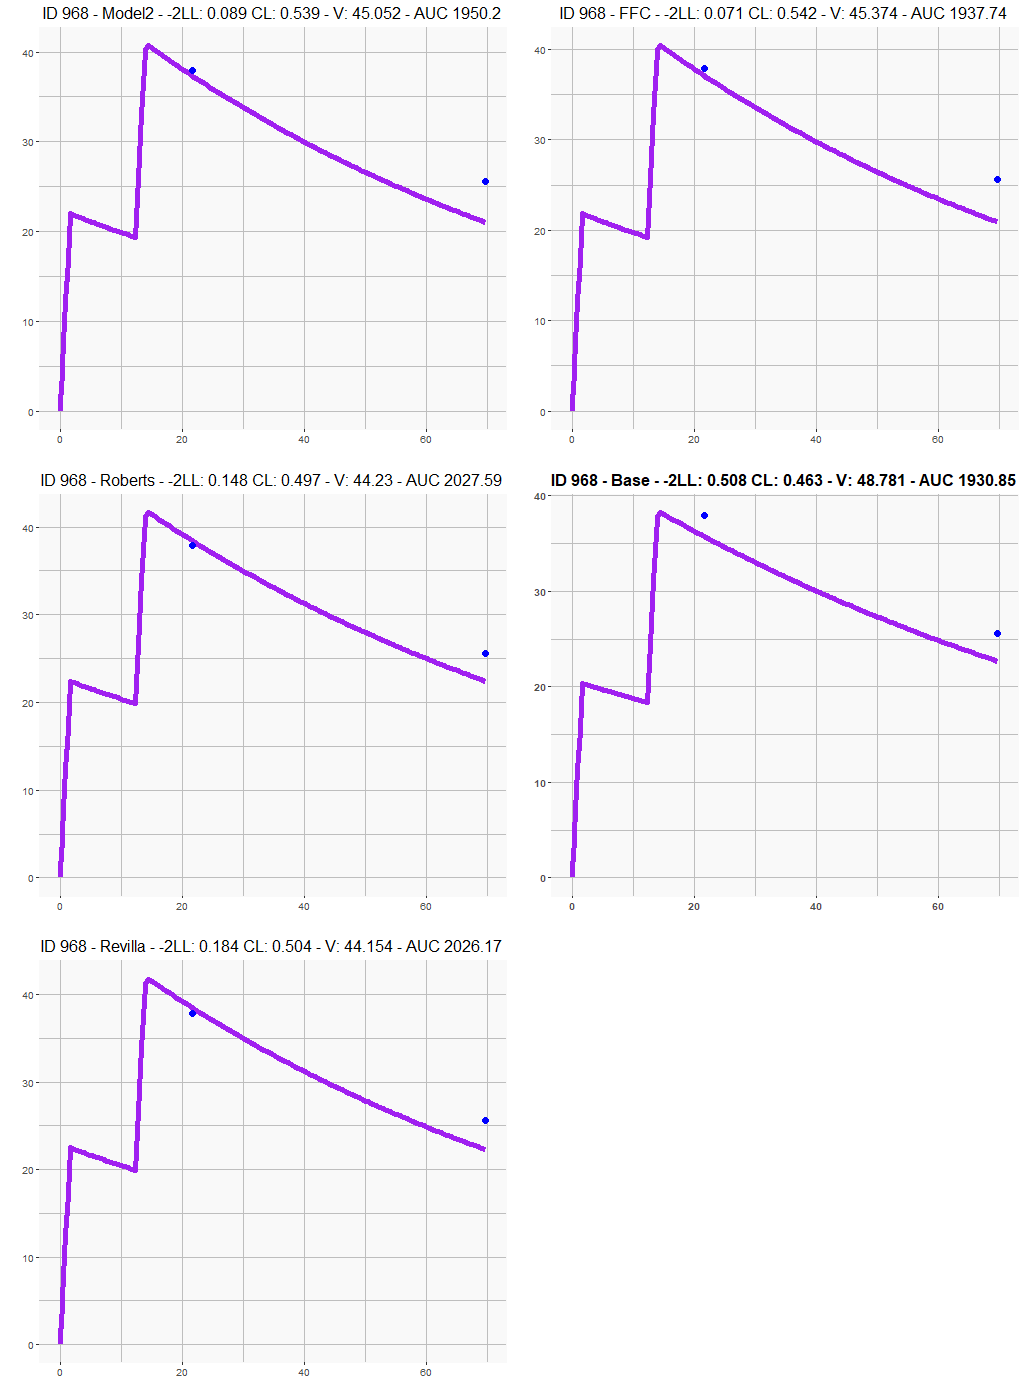 ID 968 - Model2 - -2LL: 0.089 CL: 0.539 - V: 45.052 - AUC 1950.2
40
30
20
10
0
0 20 40 60
ID 968 - FFC - -2LL: 0.071 CL: 0.542 - V: 45.374 - AUC 1937.74
40
30
20
10
0
0 20 40 60
ID 968 - Roberts - -2LL: 0.148 CL: 0.497 - V: 44.23 - AUC 2027.59
40
30
20
10
0
0 20 40 60
ID 968 - Base - -2LL: 0.508 CL: 0.463 - V: 48.781 - AUC 1930.85
40
30
20
10
0
0 20 40 60
ID 968 - Revilla - -2LL: 0.184 CL: 0.504 - V: 44.154 - AUC 2026.17
40
30
20
10
0
0 20 40 60